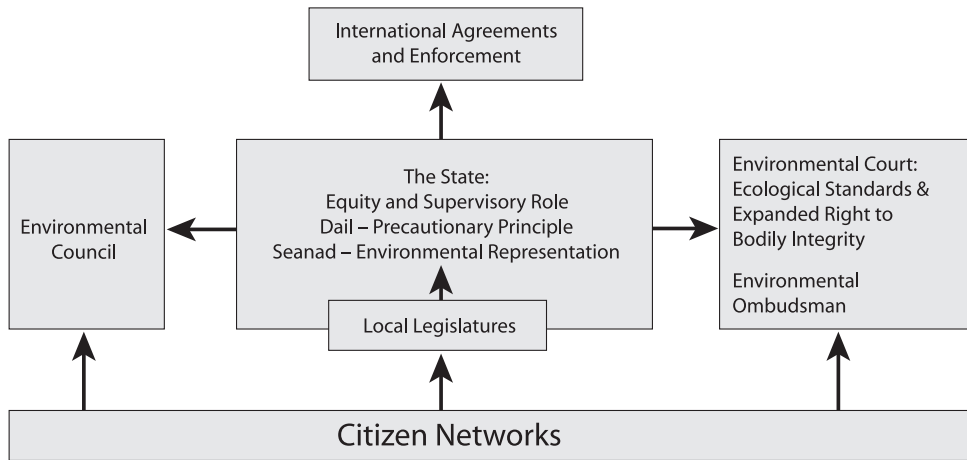 International Agreements
and Enforcement
Environmental
Council
The State:
Equity and Supervisory Role
Dail – Precautionary Principle
Seanad – Environmental Representation
Local Legislatures
Environmental Court:
Ecological Standards &
Expanded Right to
Bodily Integrity
Environmental
Ombudsman
Citizen Networks